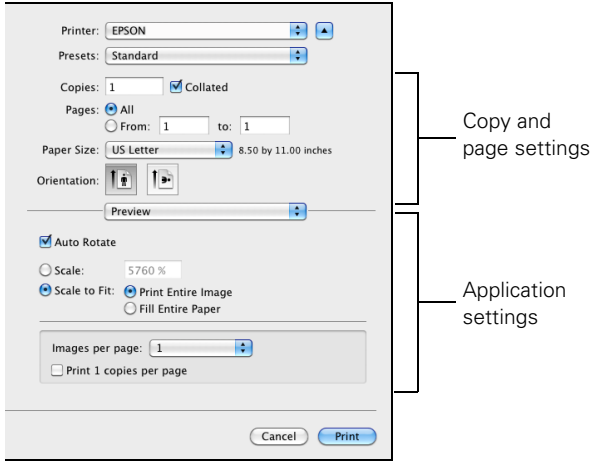 Printer: EPSON
Presets: Standard
Copies: 1 Collated
Pages: All
From: 1 to: 1
Paper Size: US Letter 8.50 by 11.00 inches
Orientation:
Preview
Auto Rotate
Scale: 5760 %
Scale to Fit: Print Entire Image
Fill Entire Paper
Images per page: 1
Print 1 copies per page
Cancel Print
Copy and
page settings
Application
settings